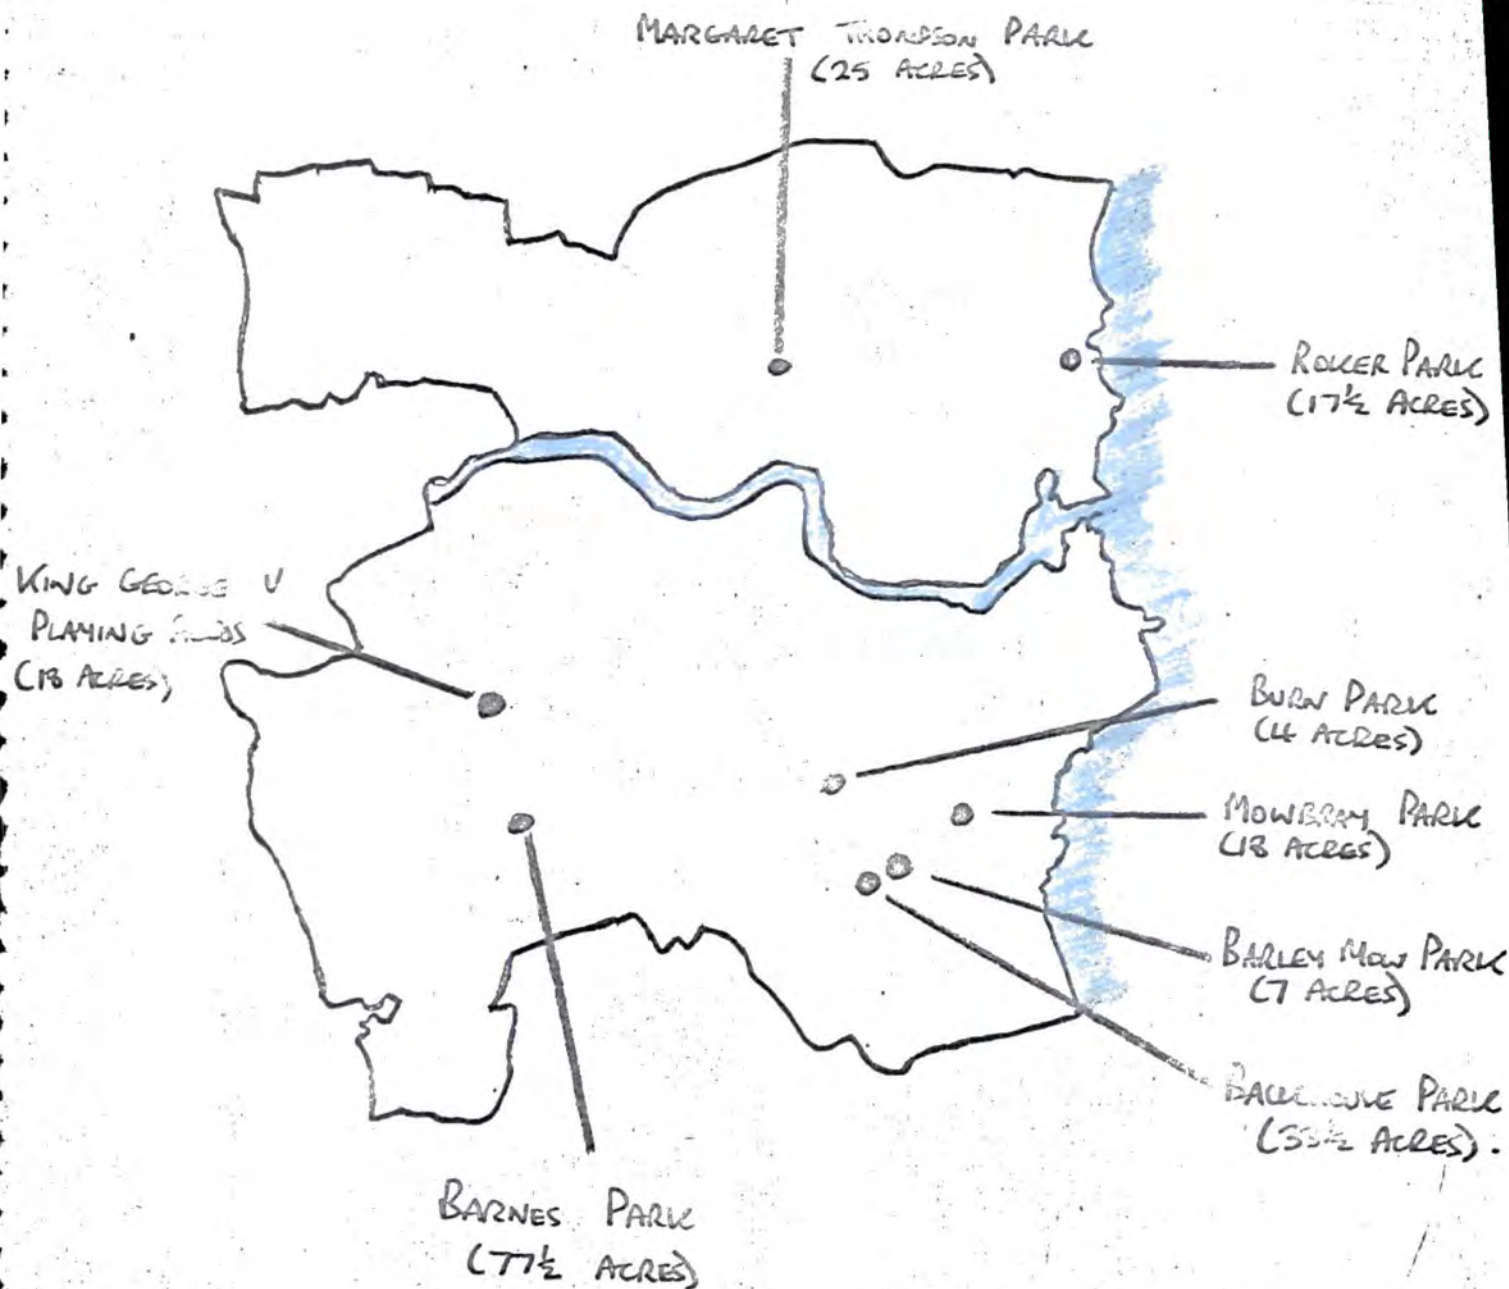 MARGARET THOMPSON PARK
(25 ACRES)
ROKER PARK
(17½ ACRES)
KING GEORGE V
PLAYING
(18 ACRES)
BURN PARK
(4 ACRES)
MOWBRAY PARK
(18 ACRES)
BARLEY MOW PARK
(7 ACRES)
BACKHOUSE PARK
ACRES).
BARNES PARK
(77½ ACRES)